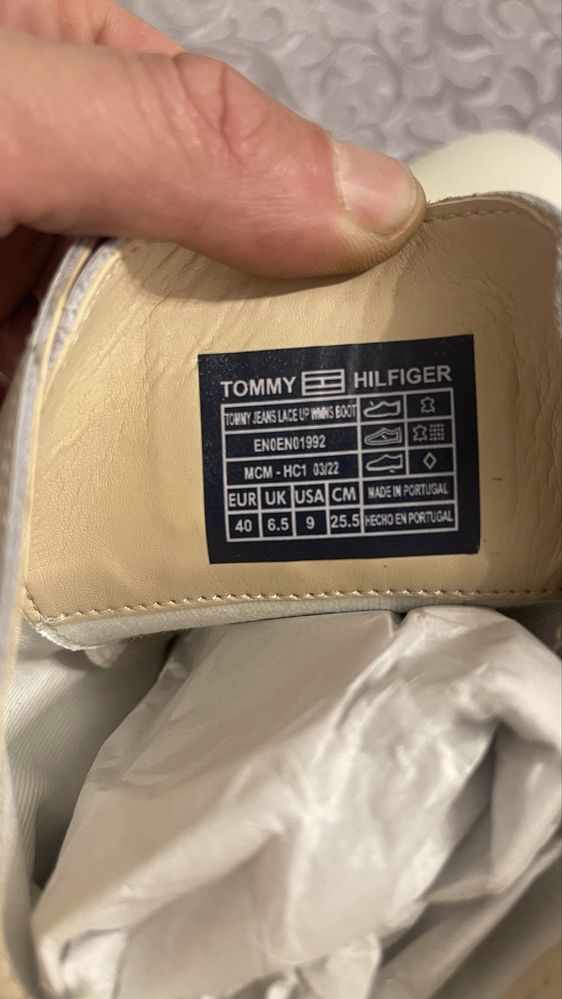 TOMMY HILFIGER
TOMMY JEANS LACE UP WMNS BOOT
EN0EN01992
MCM - HC1 03/22
EUR UK USA CM MADE IN PORTUGAL
40 6.5 9 25.5 HECHO EN PORTUGAL